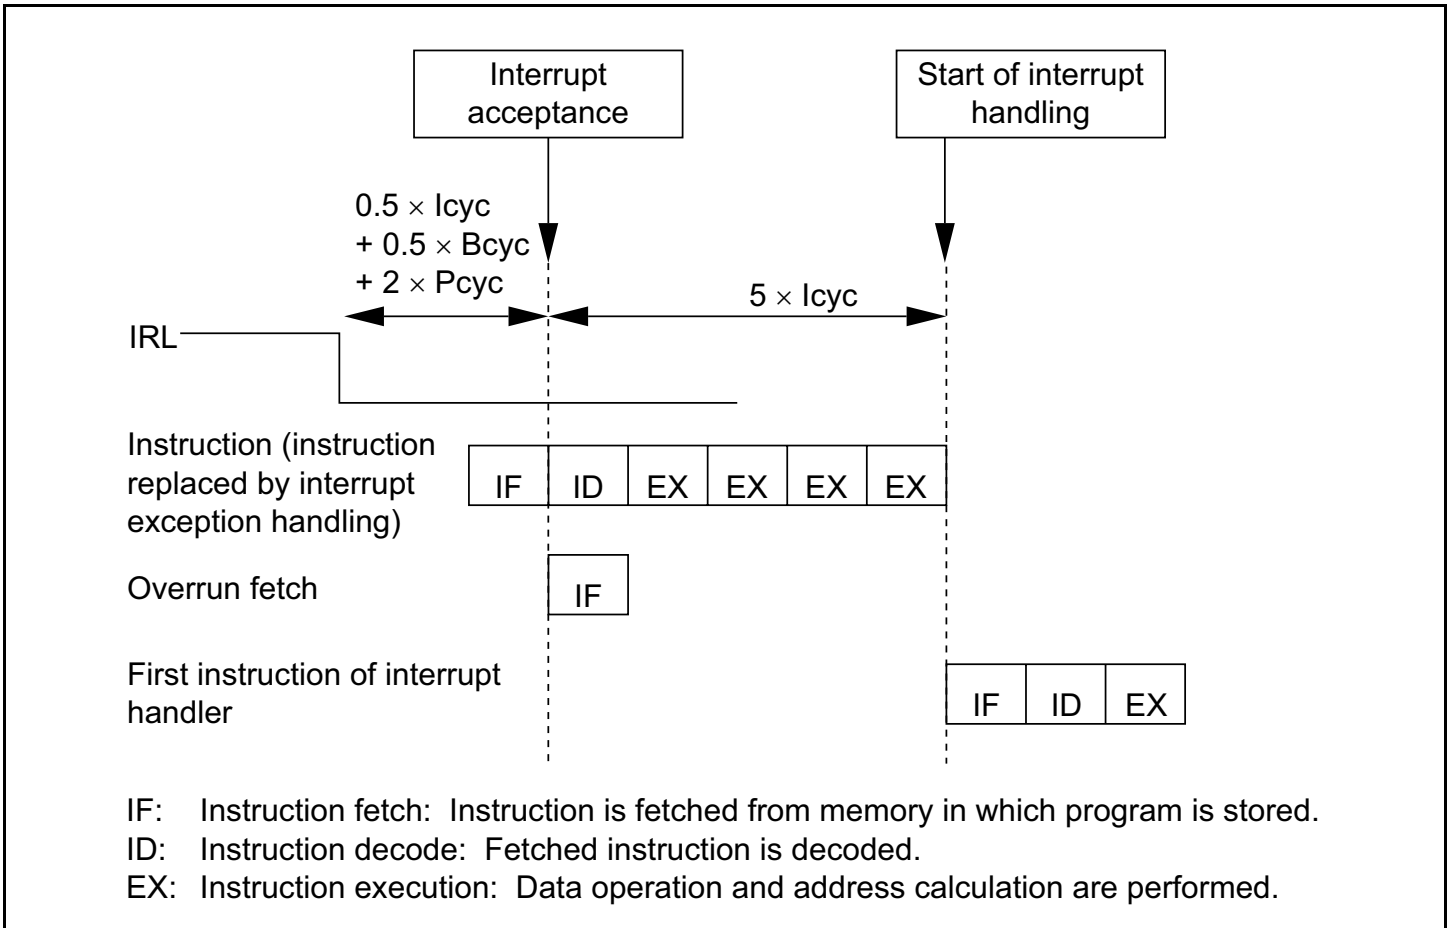 Interrupt
acceptance
Start of interrupt
handling
0.5 × Icyc
+ 0.5 × Bcyc
+ 2 × Pcyc
5 × Icyc
IRL
Instruction (instruction
replaced by interrupt
exception handling)
IF ID EX EX EX EX
Overrun fetch
IF
First instruction of interrupt
handler
IF ID EX
IF: Instruction fetch: Instruction is fetched from memory in which program is stored.
ID: Instruction decode: Fetched instruction is decoded.
EX: Instruction execution: Data operation and address calculation are performed.